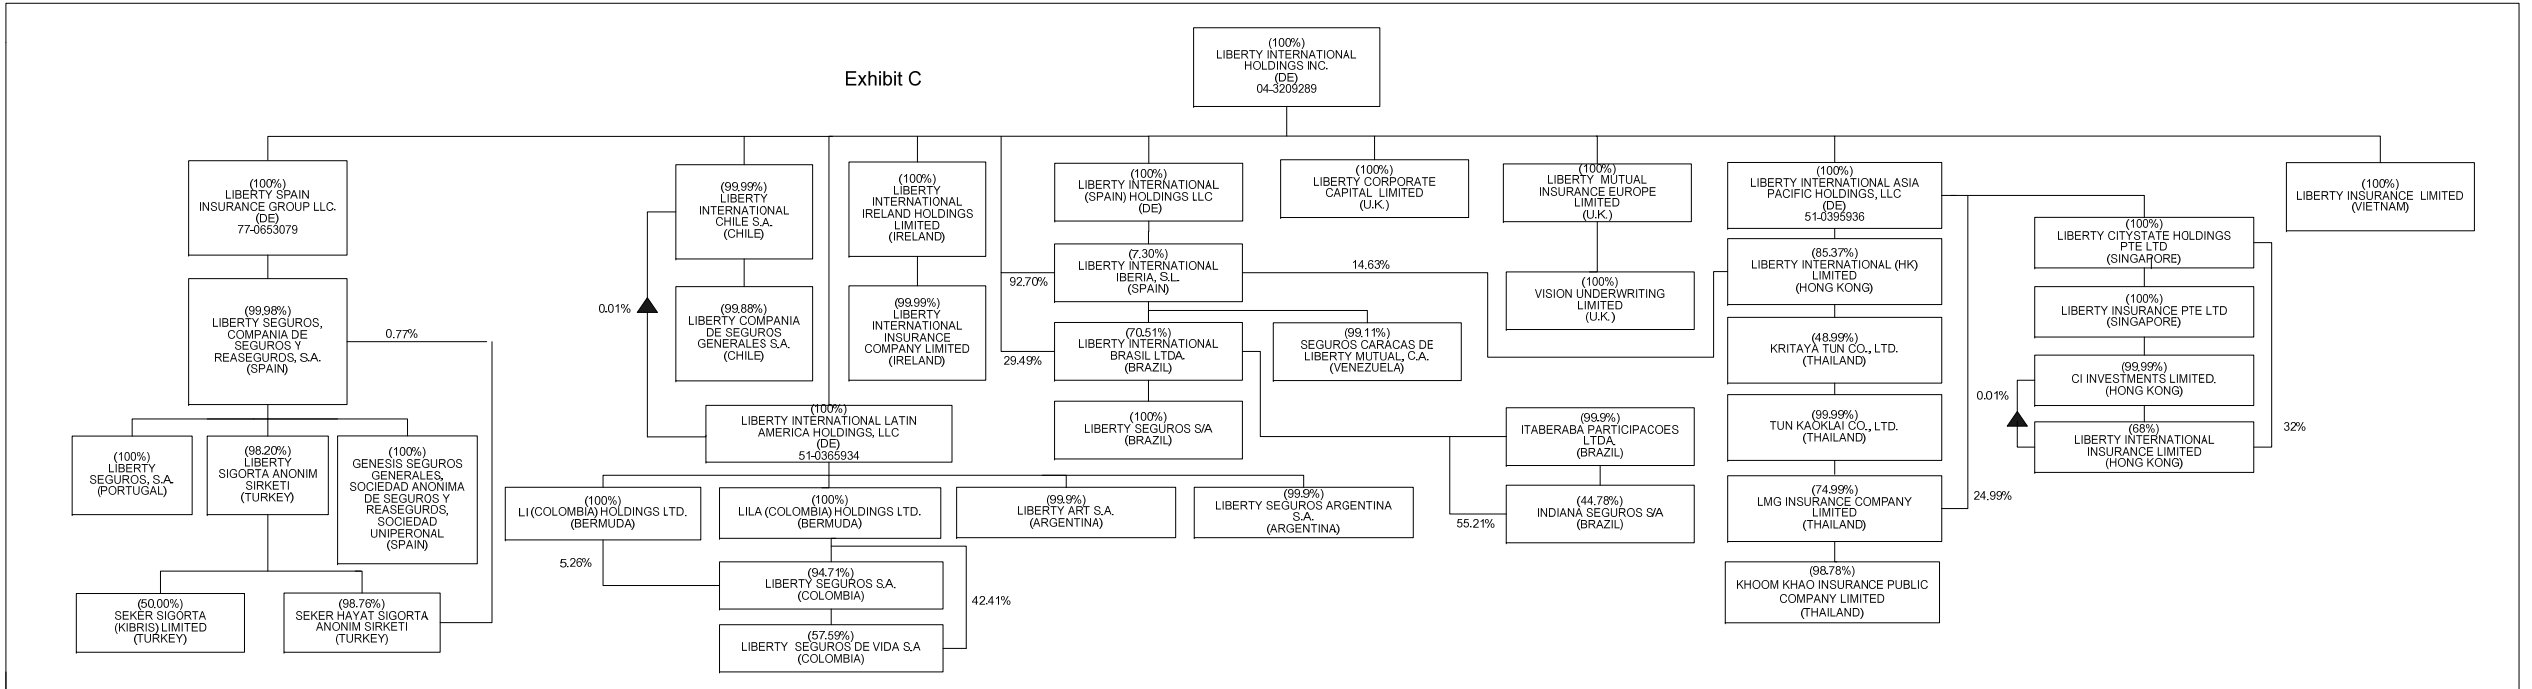 Exhibit C
(100%)
LIBERTY INTERNATIONAL
HOLDINGS INC.
(DE)
04-3209289
(100%)
LIBERTY SPAIN
INSURANCE GROUP LLC.
(DE)
77-0653079
(99.98%)
LIBERTY SEGUROS,
COMPANIA DE
SEGUROS Y
REASEGUROS, S.A.
(SPAIN)
0.77%
(100%)
LIBERTY
SEGUROS, S.A.
(PORTUGAL)
(98.20%)
LIBERTY
SIGORTA ANONIM
SIRKETI
(TURKEY)
(100%)
GENESIS SEGUROS
GENERALES,
SOCIEDAD ANONIMA
DE SEGUROS Y
REASEGUROS,
SOCIEDAD
UNIPERONAL
(SPAIN)
(50.00%)
SEKER SIGORTA
(KIBRIS) LIMITED
(TURKEY)
(98.76%)
SEKER HAYAT SIGORTA
ANONIM SIRKETI
(TURKEY)
(99.99%)
LIBERTY
INTERNATIONAL
CHILE S.A.
(CHILE)
0.01%
(99.88%)
LIBERTY COMPANIA
DE SEGUROS
GENERALES S.A.
(CHILE)
(100%)
LIBERTY
INTERNATIONAL
IRELAND HOLDINGS
LIMITED
(IRELAND)
(99.99%)
LIBERTY
INTERNATIONAL
INSURANCE
COMPANY LIMITED
(IRELAND)
(100%)
LIBERTY INTERNATIONAL LATIN
AMERICA HOLDINGS, LLC
(DE)
51-0365934
(100%)
LI (COLOMBIA) HOLDINGS LTD.
(BERMUDA)
(100%)
LILA (COLOMBIA) HOLDINGS LTD.
(BERMUDA)
(99.9%)
LIBERTY ART S.A.
(ARGENTINA)
(99.9%)
LIBERTY SEGUROS ARGENTINA
S.A.
(ARGENTINA)
5.26%
(94.71%)
LIBERTY SEGUROS S.A.
(COLOMBIA)
42.41%
(57.59%)
LIBERTY  SEGUROS DE VIDA S.A
(COLOMBIA)
(100%)
LIBERTY INTERNATIONAL
(SPAIN) HOLDINGS LLC
(DE)
92.70%
(7.30%)
LIBERTY INTERNATIONAL
IBERIA, S.L.
(SPAIN)
14.63%
29.49%
(70.51%)
LIBERTY INTERNATIONAL
BRASIL LTDA.
(BRAZIL)
(99.11%)
SEGUROS CARACAS DE
LIBERTY MUTUAL, C.A.
(VENEZUELA)
(100%)
LIBERTY SEGUROS S/A
(BRAZIL)
(100%)
LIBERTY CORPORATE
CAPITAL  LIMITED
(U.K.)
(100%)
LIBERTY  MUTUAL
INSURANCE EUROPE
LIMITED
(U.K.)
(100%)
VISION UNDERWRITING
LIMITED
(U.K.)
(99.9%)
ITABERABA PARTICIPACOES
LTDA.
(BRAZIL)
55.21%
(44.78%)
INDIANA SEGUROS S/A
(BRAZIL)
(100%)
LIBERTY INTERNATIONAL ASIA
PACIFIC HOLDINGS, LLC
(DE)
51-0395936
(85.37%)
LIBERTY INTERNATIONAL (HK)
LIMITED
(HONG KONG)
(48.99%)
KRITAYA TUN CO., LTD.
(THAILAND)
(99.99%)
TUN KAOKLAI CO., LTD.
(THAILAND)
(74.99%)
LMG INSURANCE COMPANY
LIMITED
(THAILAND)
24.99%
(98.78%)
KHOOM KHAO INSURANCE PUBLIC
COMPANY LIMITED
(THAILAND)
(100%)
LIBERTY CITYSTATE HOLDINGS
PTE LTD
(SINGAPORE)
(100%)
LIBERTY INSURANCE PTE LTD
(SINGAPORE)
(99.99%)
CI INVESTMENTS LIMITED.
(HONG KONG)
0.01%
(68%)
LIBERTY INTERNATIONAL
INSURANCE LIMITED
(HONG KONG)
32%
(100%)
LIBERTY INSURANCE  LIMITED
(VIETNAM)